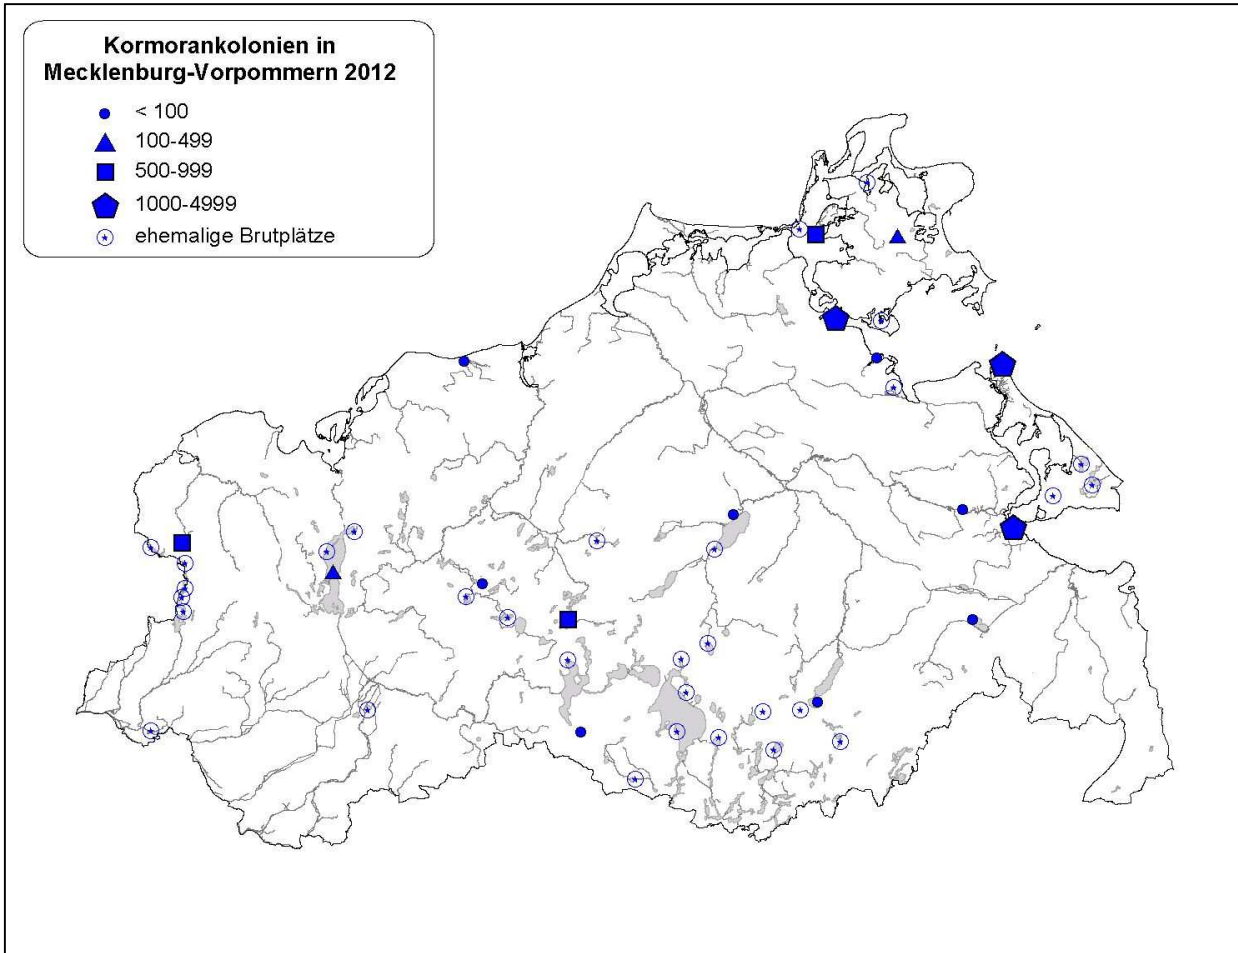 Kormorankolonien in
Mecklenburg-Vorpommern 2012
< 100
100-499
500-999
1000-4999
ehemalige Brutplätze